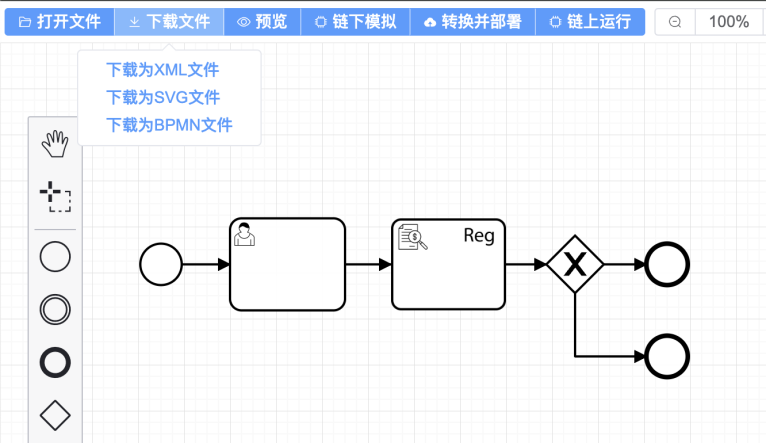 打开文件 下载文件 预览 链下模拟 转换并部署 链上运行 100%
下载为XML文件
下载为SVG文件
下载为BPMN文件
Reg
X